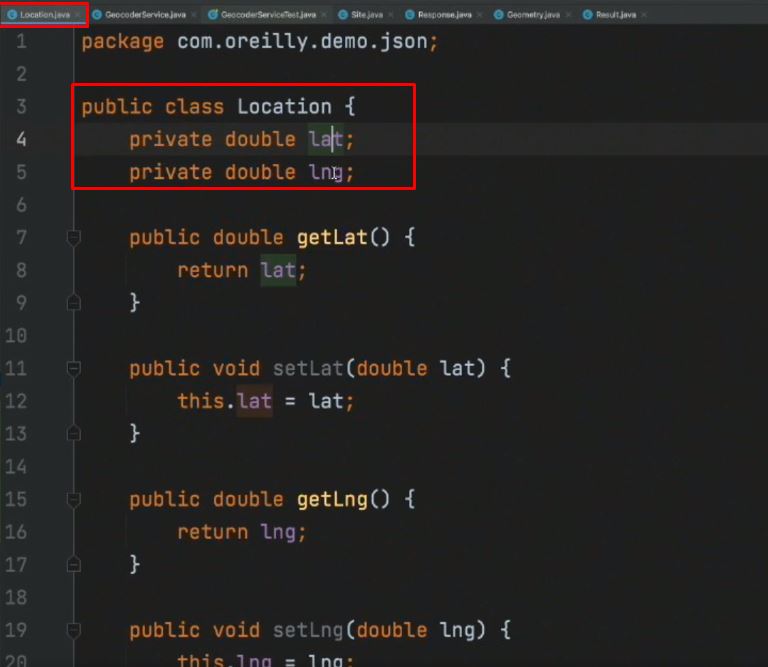 Location.java GeocoderService.java GeocoderServiceTest.java Site.java Response.java Geometry.java Result.java
1 package com.oreilly.demo.json;
2
3 public class Location {
4 private double lat;
5 private double lng;
6
7 public double getLat() {
8 return lat;
9 }
10
11 public void setLat(double lat) {
12 this.lat = lat;
13 }
14
15 public double getLng() {
16 return lng;
17 }
18
19 public void setLng(double lng) {
20 this.lng = lng;